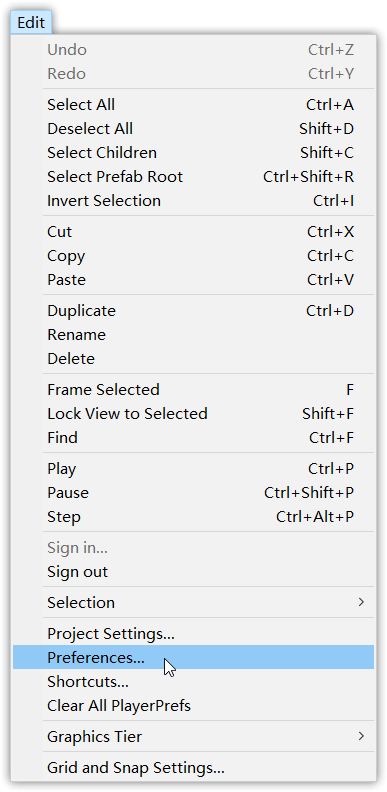 Edit
Undo Ctrl+Z
Redo Ctrl+Y
Select All Ctrl+A
Deselect All Shift+D
Select Children Shift+C
Select Prefab Root Ctrl+Shift+R
Invert Selection Ctrl+I
Cut Ctrl+X
Copy Ctrl+C
Paste Ctrl+V
Duplicate Ctrl+D
Rename
Delete
Frame Selected F
Lock View to Selected Shift+F
Find Ctrl+F
Play Ctrl+P
Pause Ctrl+Shift+P
Step Ctrl+Alt+P
Sign in...
Sign out
Selection
Project Settings...
Preferences...
Shortcuts...
Clear All PlayerPrefs
Graphics Tier
Grid and Snap Settings...